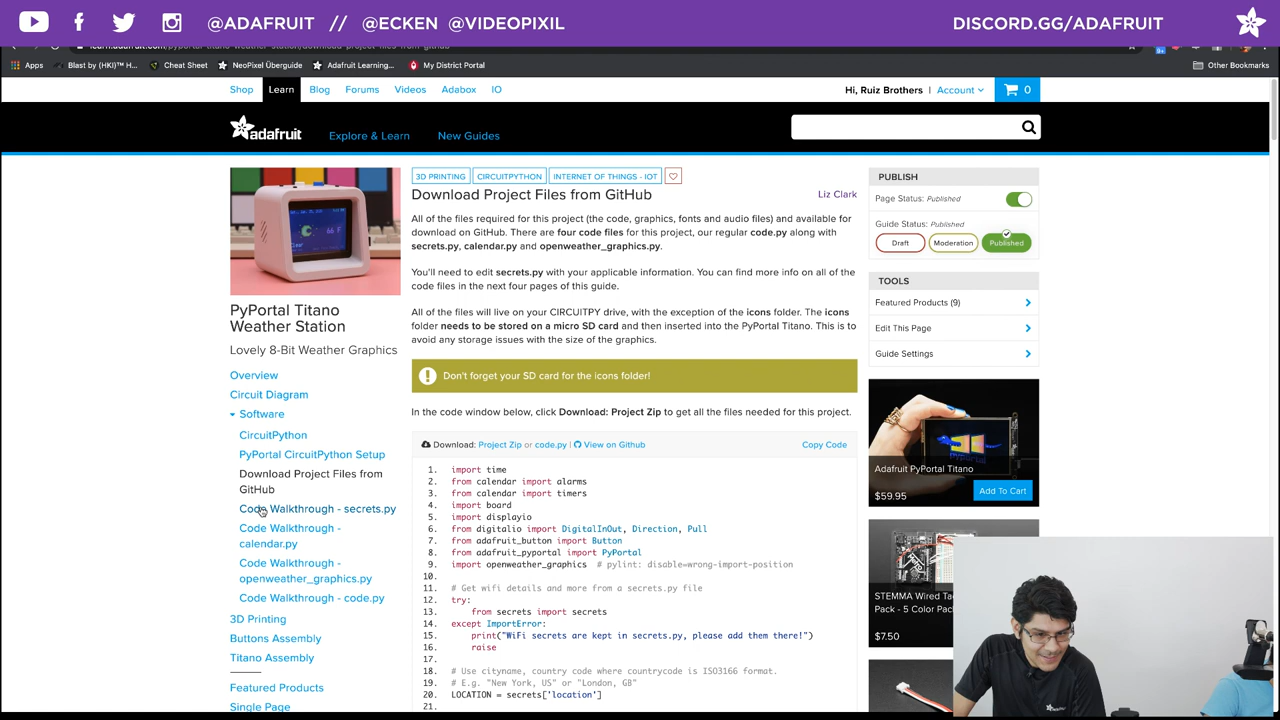 @ADAFRUIT // @ECKEN @VIDEOPIXIL
DISCORD.GG/ADAFRUIT
learn.adafruit.com/pyportal-titano-weather-station/download-project-files-from-github
Apps
Blast by {HKI}™ H...
Cheat Sheet
NeoPixel Überguide
Adafruit Learning...
My District Portal
Other Bookmarks
Shop
Learn
Blog
Forums
Videos
Adabox
IO
Hi, Ruiz Brothers | Account
0
adafruit
Explore & Learn
New Guides
PyPortal Titano
Weather Station
Lovely 8-Bit Weather Graphics
Overview
Circuit Diagram
Software
CircuitPython
PyPortal CircuitPython Setup
Download Project Files from
GitHub
Code Walkthrough - secrets.py
Code Walkthrough -
calendar.py
Code Walkthrough -
openweather_graphics.py
Code Walkthrough - code.py
3D Printing
Buttons Assembly
Titano Assembly
Featured Products
Single Page
3D PRINTING
CIRCUITPYTHON
INTERNET OF THINGS - IOT
Download Project Files from GitHub
Liz Clark
All of the files required for this project (the code, graphics, fonts and audio files) and available for
download on GitHub. There are four code files for this project, our regular code.py along with
secrets.py, calendar.py and openweather_graphics.py.
You'll need to edit secrets.py with your applicable information. You can find more info on all of the
code files in the next four pages of this guide.
All of the files will live on your CIRCUITPY drive, with the exception of the icons folder. The icons
folder needs to be stored on a micro SD card and then inserted into the PyPortal Titano. This is to
avoid any storage issues with the size of the graphics.
Don't forget your SD card for the icons folder!
In the code window below, click Download: Project Zip to get all the files needed for this project.
Download: Project Zip or code.py | View on Github
Copy Code
1. import time
2. from calendar import alarms
3. from calendar import timers
4. import board
5. import displayio
6. from digitalio import DigitalInOut, Direction, Pull
7. from adafruit_button import Button
8. from adafruit_pyportal import PyPortal
9. import openweather_graphics # pylint: disable=wrong-import-position
10.
11. # Get wifi details and more from a secrets.py file
12. try:
13. from secrets import secrets
14. except ImportError:
15. print("WiFi secrets are kept in secrets.py, please add them there!")
16. raise
17.
18. # Use cityname, country code where countrycode is ISO3166 format.
19. # E.g. "New York, US" or "London, GB"
20. LOCATION = secrets['location']
21.
PUBLISH
Page Status: Published
Guide Status: Published
Draft
Moderation
Published
TOOLS
Featured Products (9)
Edit This Page
Guide Settings
Adafruit PyPortal Titano
$59.95
Add To Cart
STEMMA Wired Ta
Pack - 5 Color Pa
$7.50
adafruit